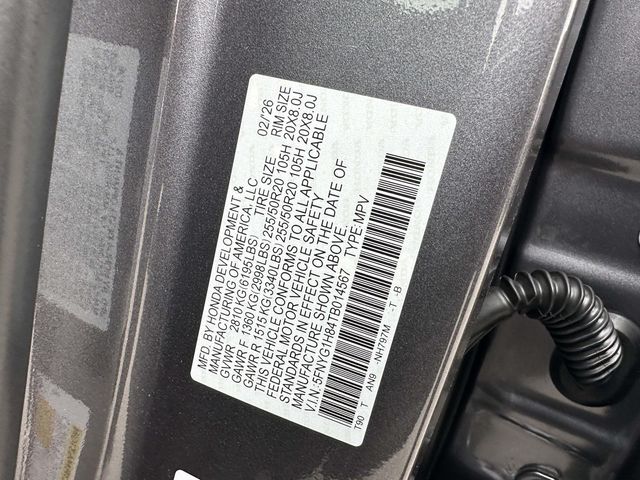 MFD. BY HONDA DEVELOPMENT &
MANUFACTURING OF AMERICA, LLC 02/'26
GVWR 2810 KG(6195LBS) TIRE SIZE RIM SIZE
GAWR F 1360 KG(2998LBS) 255/50R20 105H 20X8.0J
GAWR R 1515 KG(3340LBS) 255/50R20 105H 20X8.0J
THIS VEHICLE CONFORMS TO ALL APPLICABLE
FEDERAL MOTOR VEHICLE SAFETY
STANDARDS IN EFFECT ON THE DATE OF
MANUFACTURE SHOWN ABOVE.
V.I.N.:5FNYG1H84TB014567 TYPE:MPV
T90 T AN9 -NH797M -T -B